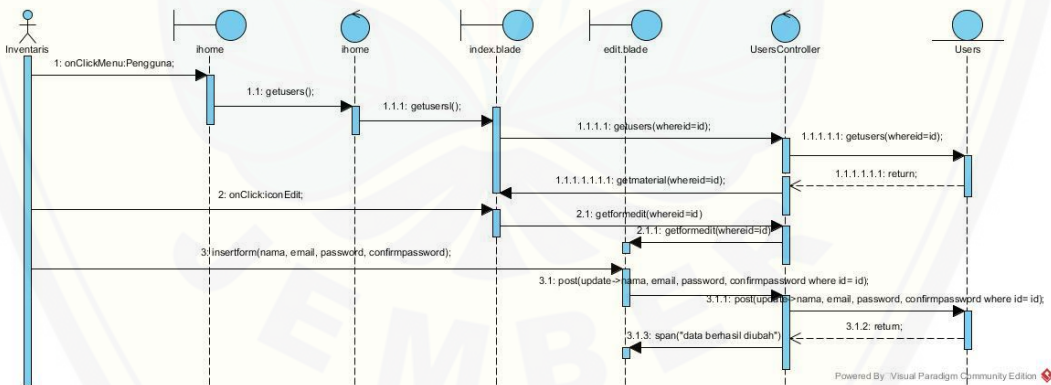 Inventaris
ihome
ihome
index.blade
edit.blade
UsersController
Users
1: onClickMenu:Pengguna;
1.1: getusers();
1.1.1: getusersI();
1.1.1.1: getusers(whereid=id);
1.1.1.1.1: getusers(whereid=id);
1.1.1.1.1.1: return;
1.1.1.1.1.1.1: getmaterial(whereid=id);
2: onClick:iconEdit;
2.1: getformedit(whereid=id)
2.1.1: getformedit(whereid=id)
3: insertform(nama, email, password, confirmpassword);
3.1: post(update->nama, email, password, confirmpassword where id= id);
3.1.1: post(update->nama, email, password, confirmpassword where id= id);
3.1.2: return;
3.1.3: span("data berhasil diubah")
JEMBER
Powered By Visual Paradigm Community Edition